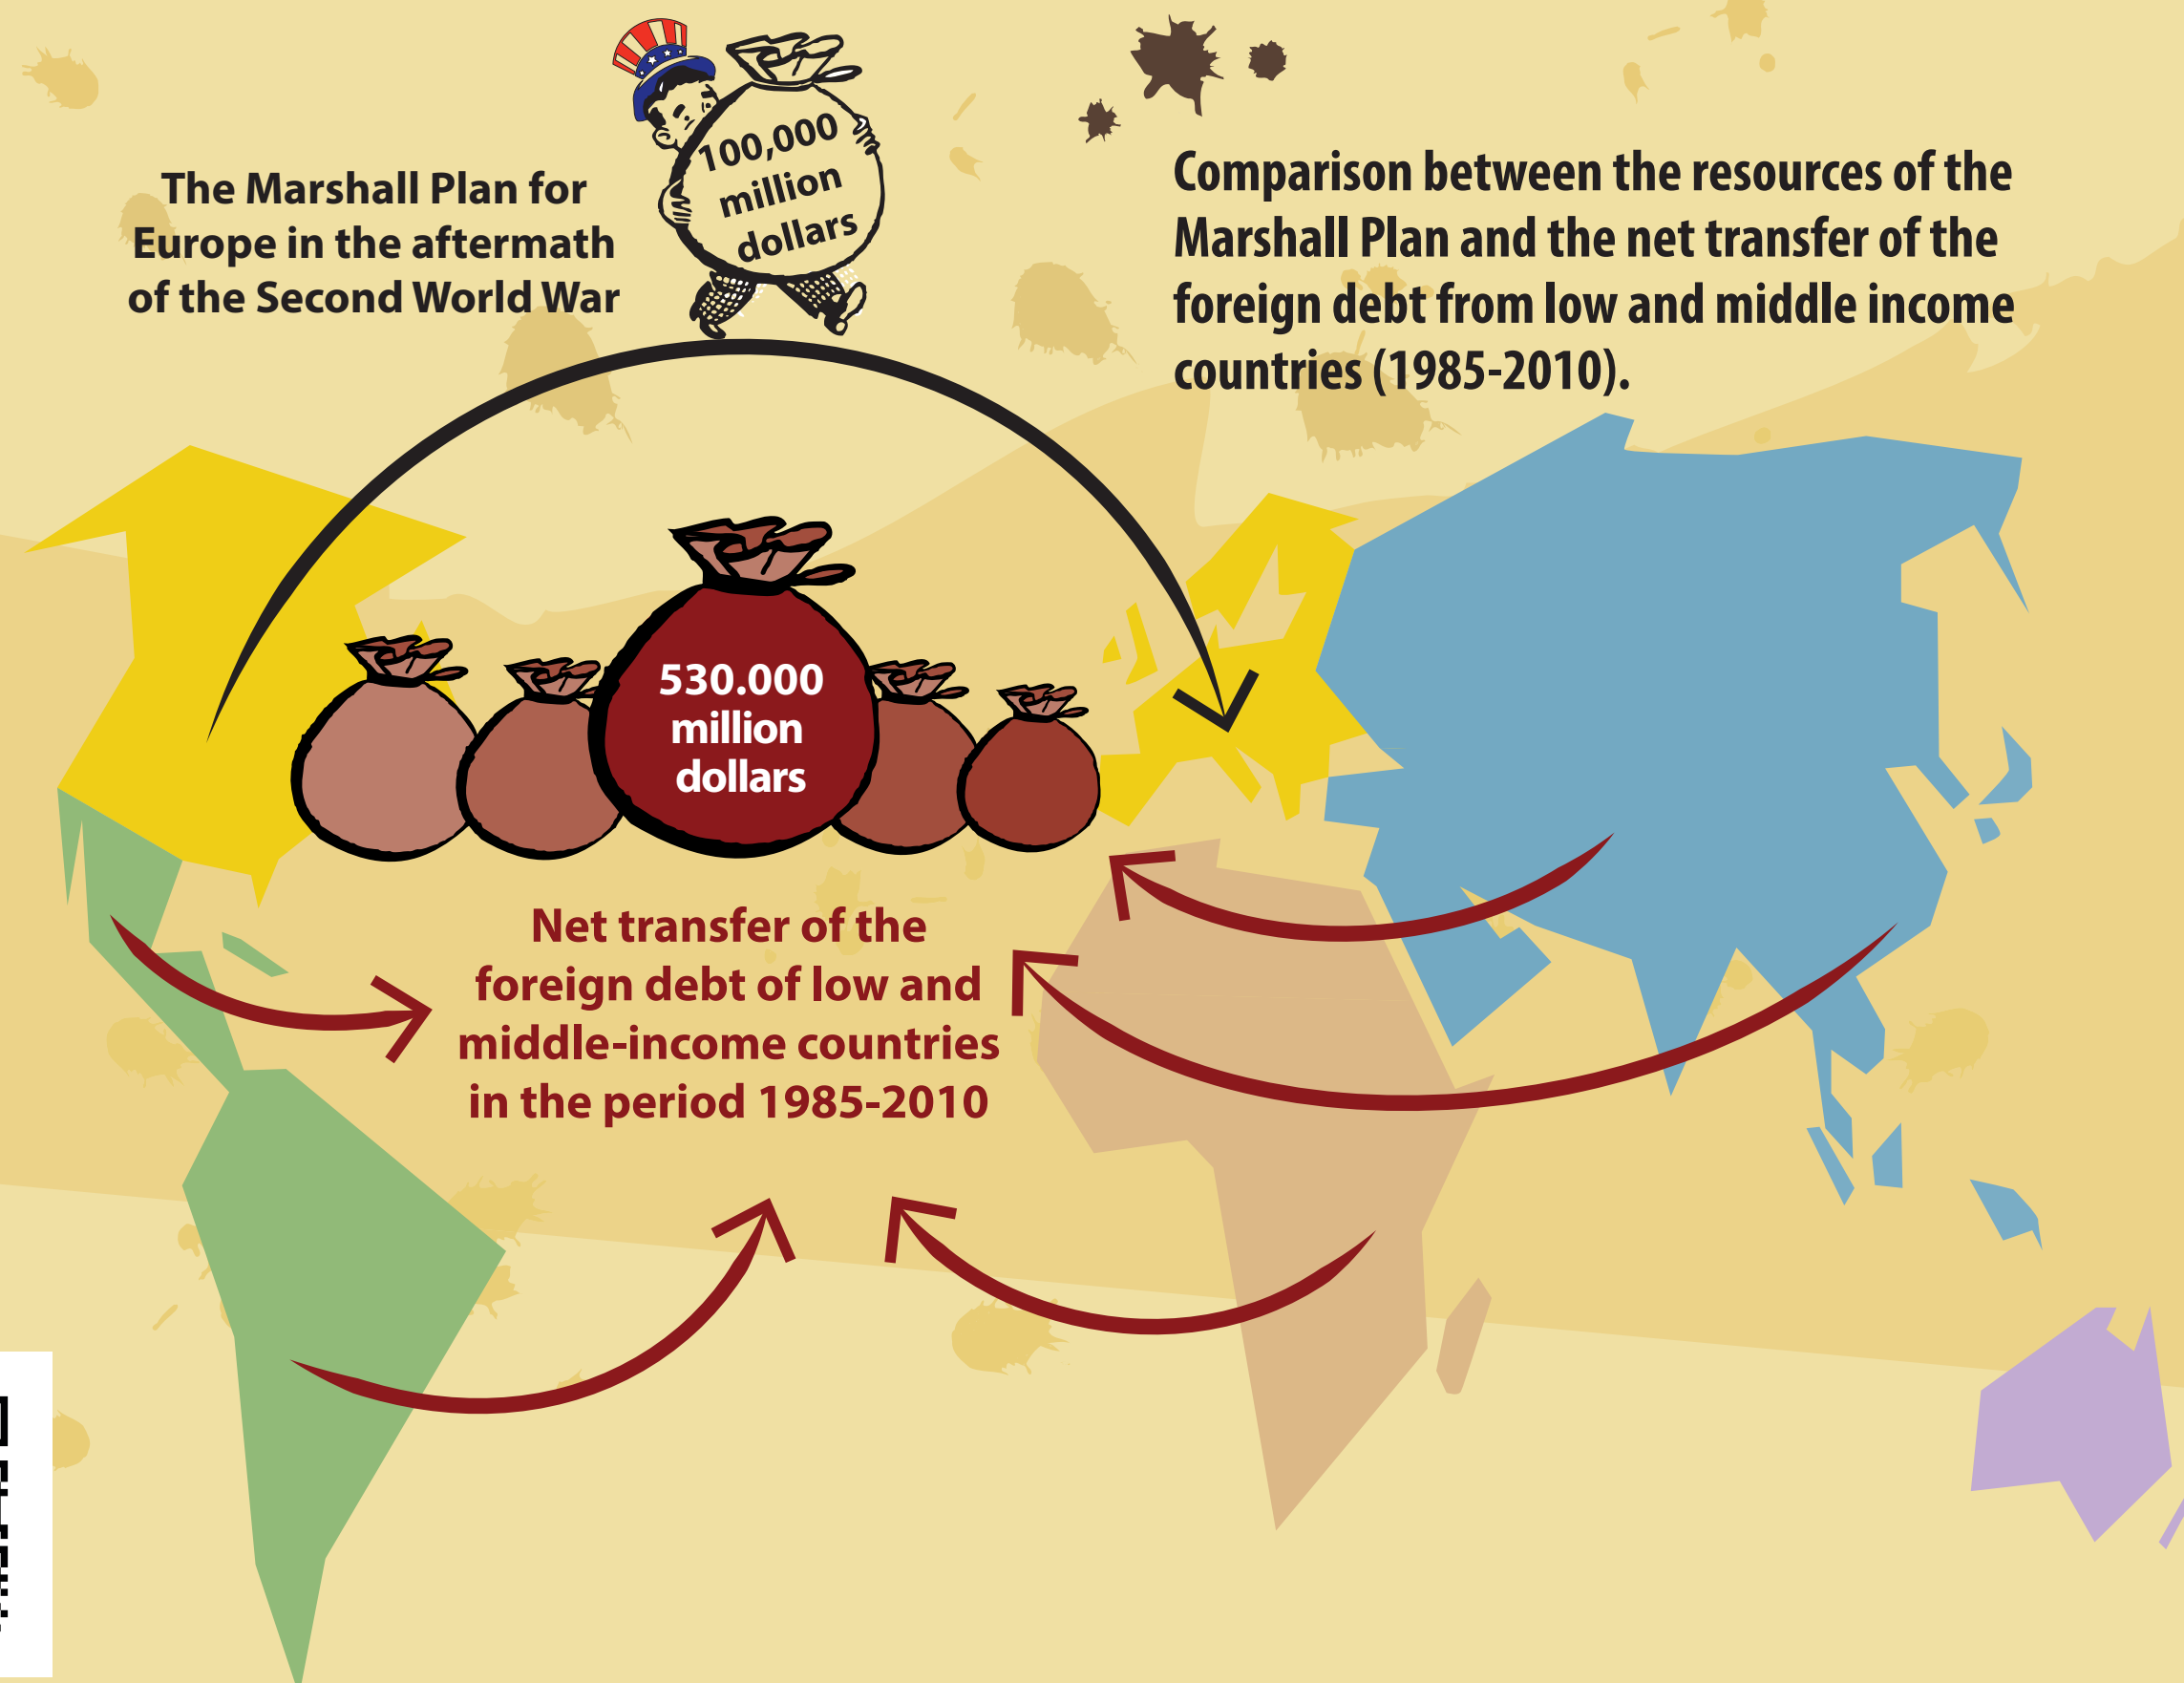 The Marshall Plan for
Europe in the aftermath
of the Second World War
100,000
million
dollars
Comparison between the resources of the
Marshall Plan and the net transfer of the
foreign debt from low and middle income
countries (1985-2010).
530.000
million
dollars
Net transfer of the
foreign debt of low and
middle-income countries
in the period 1985-2010